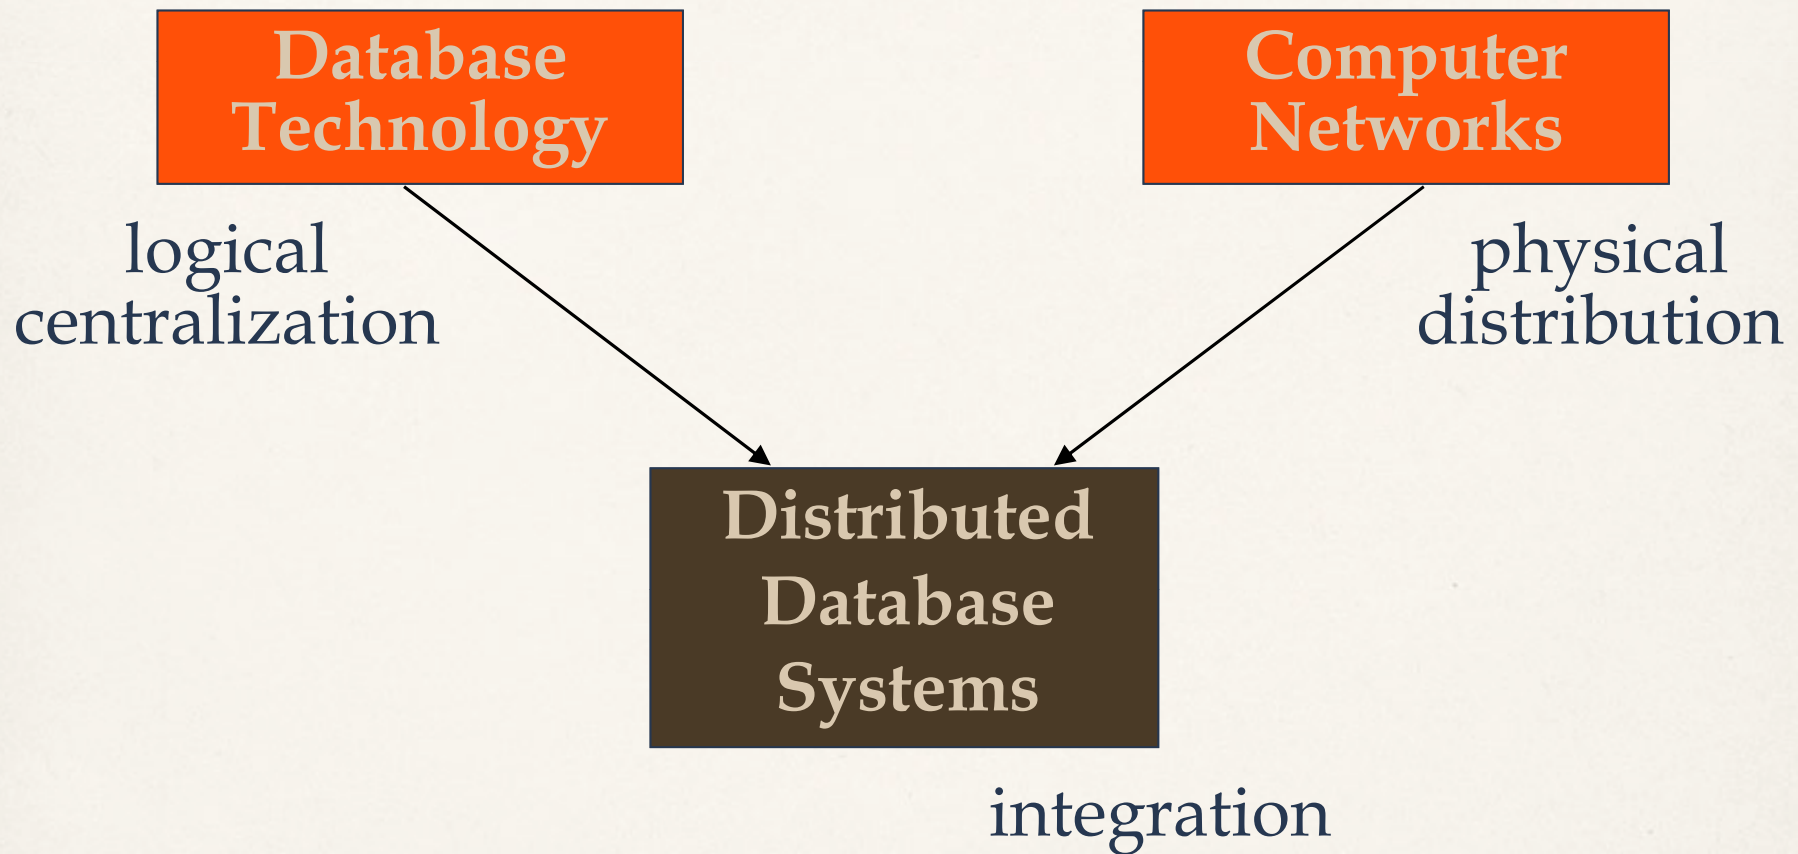 Database
Technology
Computer
Networks
logical
centralization
physical
distribution
Distributed
Database
Systems
integration